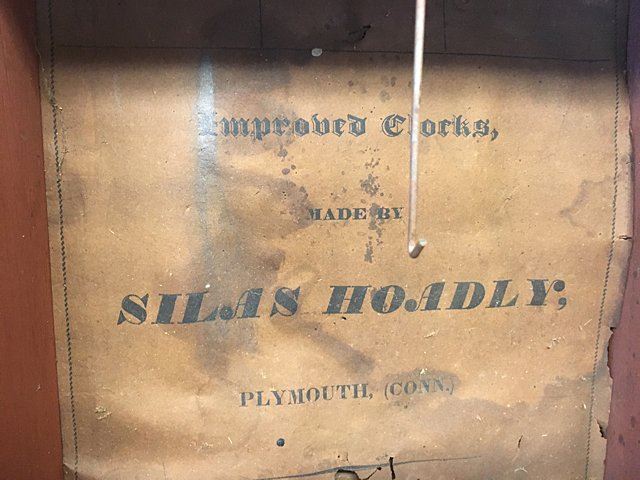 Improved Clocks,
MADE BY
SILAS HOADLY,
PLYMOUTH, (CONN.)